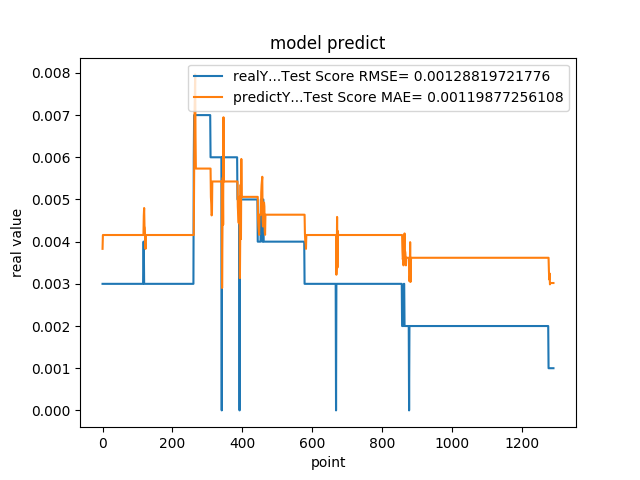 model predict
realY...Test Score RMSE= 0.00128819721776
predictY...Test Score MAE= 0.00119877256108
real value
0.008
0.007
0.006
0.005
0.004
0.003
0.002
0.001
0.000
0 200 400 600 800 1000 1200
point